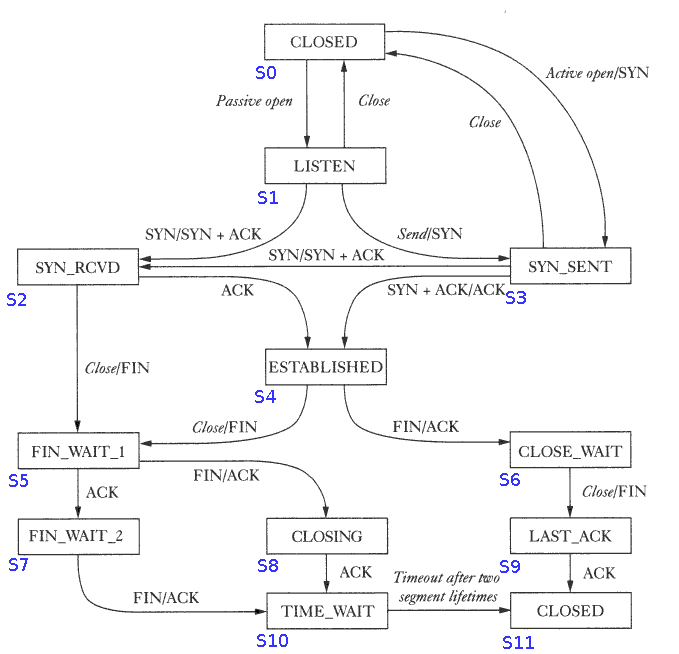 CLOSED
S0
Active open/SYN
Passive open
Close
Close
LISTEN
S1
SYN/SYN + ACK
Send/SYN
SYN/SYN + ACK
SYN_RCVD
SYN_SENT
S2
ACK
SYN + ACK/ACK
S3
ESTABLISHED
S4
Close/FIN
Close/FIN
FIN/ACK
FIN_WAIT_1
CLOSE_WAIT
S5
FIN/ACK
S6
ACK
Close/FIN
FIN_WAIT_2
CLOSING
LAST_ACK
S7
S8
S9
ACK
Timeout after two
segment lifetimes
ACK
FIN/ACK
TIME_WAIT
CLOSED
S10
S11